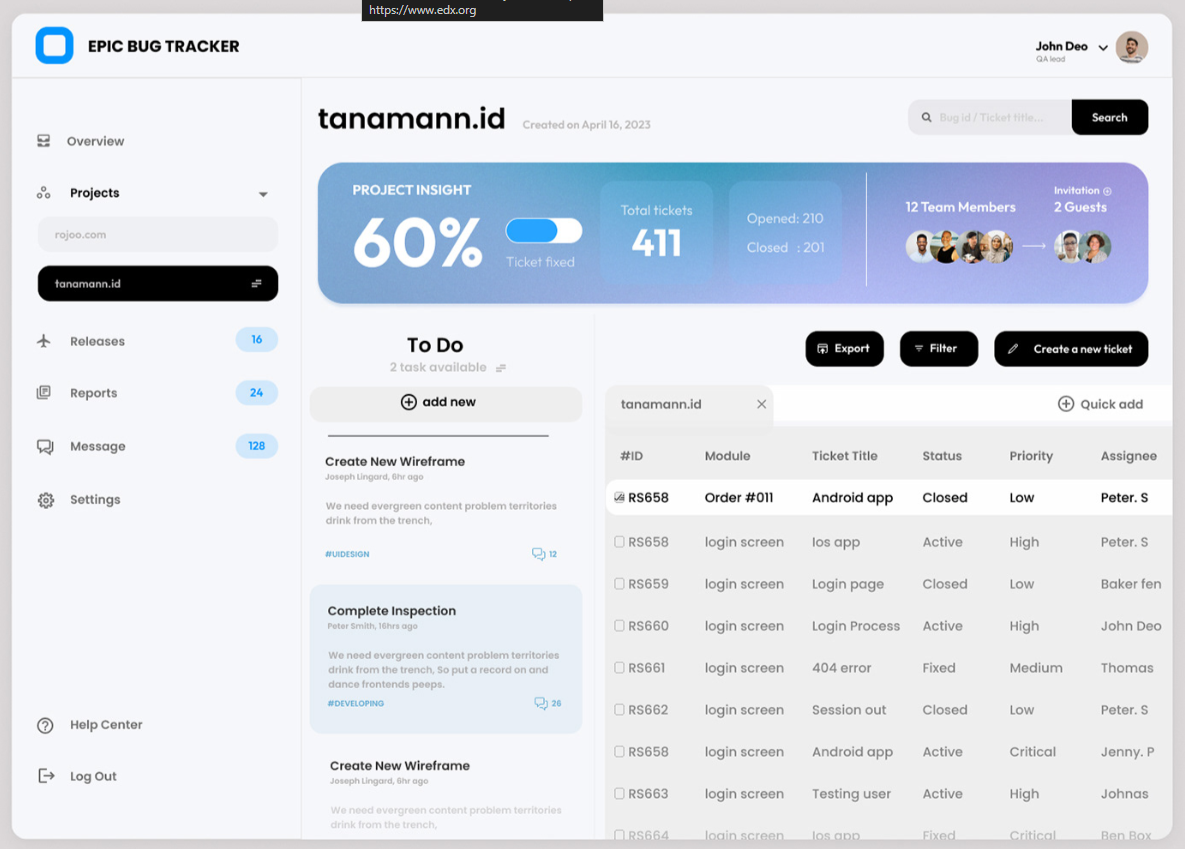 https://www.edx.org
EPIC BUG TRACKER
John Deo
QA lead
Overview
Projects
rojoo.com
tanamann.id
Releases 16
Reports 24
Message 128
Settings
Help Center
Log Out
tanamann.id Created on April 16, 2023
Bug id / Ticket title... Search
PROJECT INSIGHT
60%
Ticket fixed
Total tickets
411
Opened: 210
Closed : 201
12 Team Members
Invitation
2 Guests
To Do
2 task available
add new
Create New Wireframe
Joseph Lingard, 6hr ago
We need evergreen content problem territories
drink from the trench,
#UIDESIGN 12
Complete Inspection
Peter Smith, 16hrs ago
We need evergreen content problem territories
drink from the trench, So put a record on and
dance frontends peeps.
#DEVELOPING 26
Create New Wireframe
Joseph Lingard, 6hr ago
We need evergreen content problem territories
drink from the trench,
Export Filter Create a new ticket
tanamann.id Quick add
#ID Module Ticket Title Status Priority Assignee
RS658 Order #011 Android app Closed Low Peter. S
RS658 login screen Ios app Active High Peter. S
RS659 login screen Login page Closed Low Baker fen
RS660 login screen Login Process Active High John Deo
RS661 login screen 404 error Fixed Medium Thomas
RS662 login screen Session out Closed Low Peter. S
RS658 login screen Android app Active Critical Jenny. P
RS663 login screen Testing user Active High Johnas
RS664 login screen Ios app Fixed Critical Ben Box